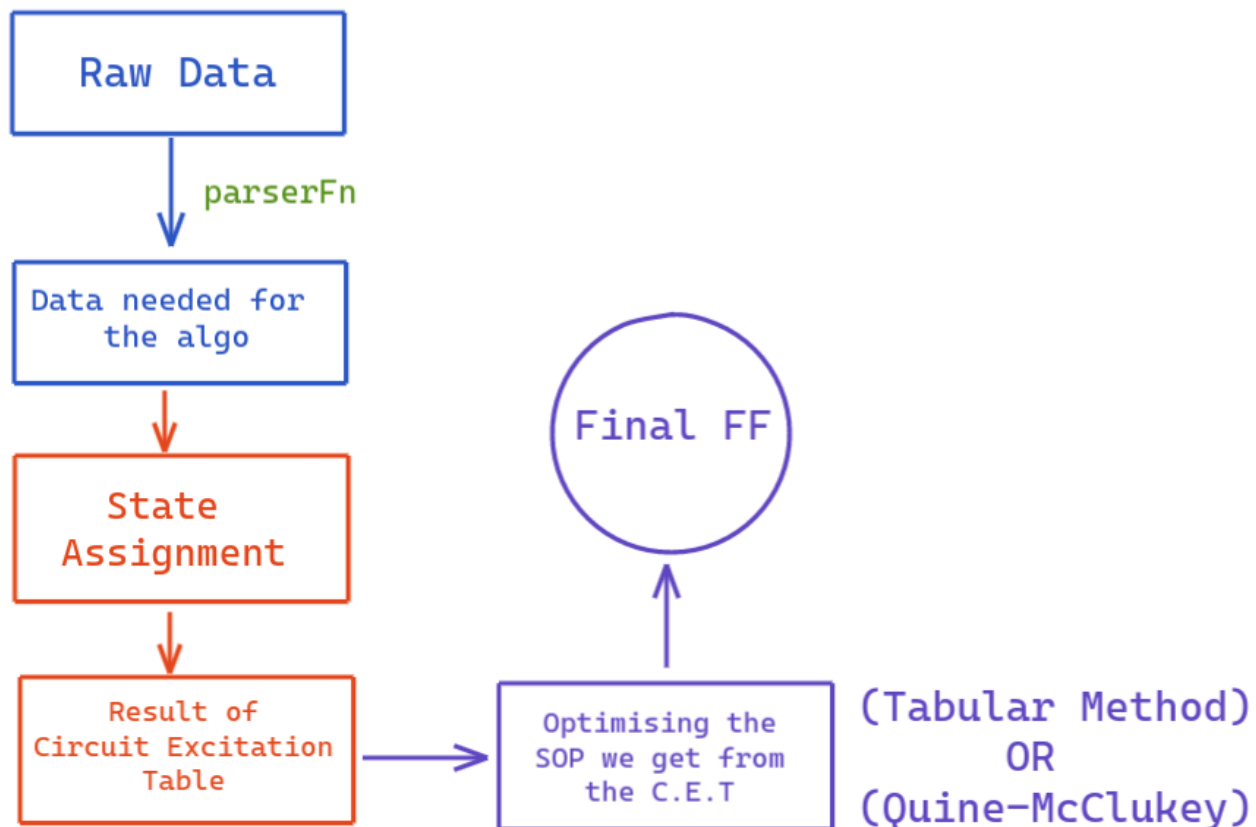 Raw Data
parserFn
Data needed for
the algo
State
Assignment
Result of
Circuit Excitation
Table
Final FF
Optimising the
SOP we get from
the C.E.T
(Tabular Method)
OR
(Quine-McClukey)